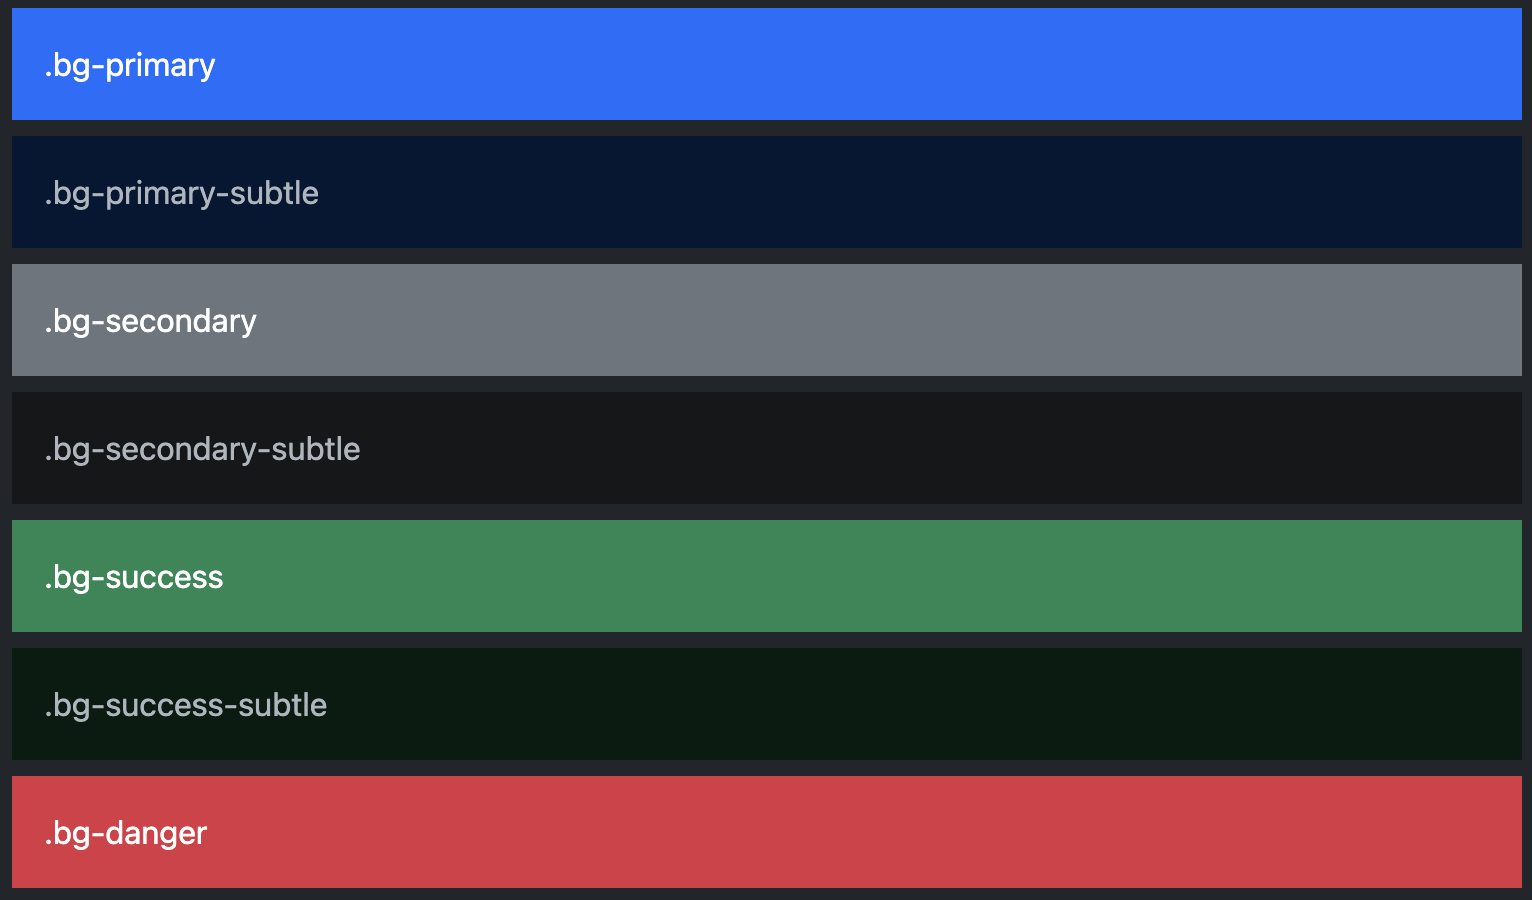 .bg-primary
.bg-primary-subtle
.bg-secondary
.bg-secondary-subtle
.bg-success
.bg-success-subtle
.bg-danger